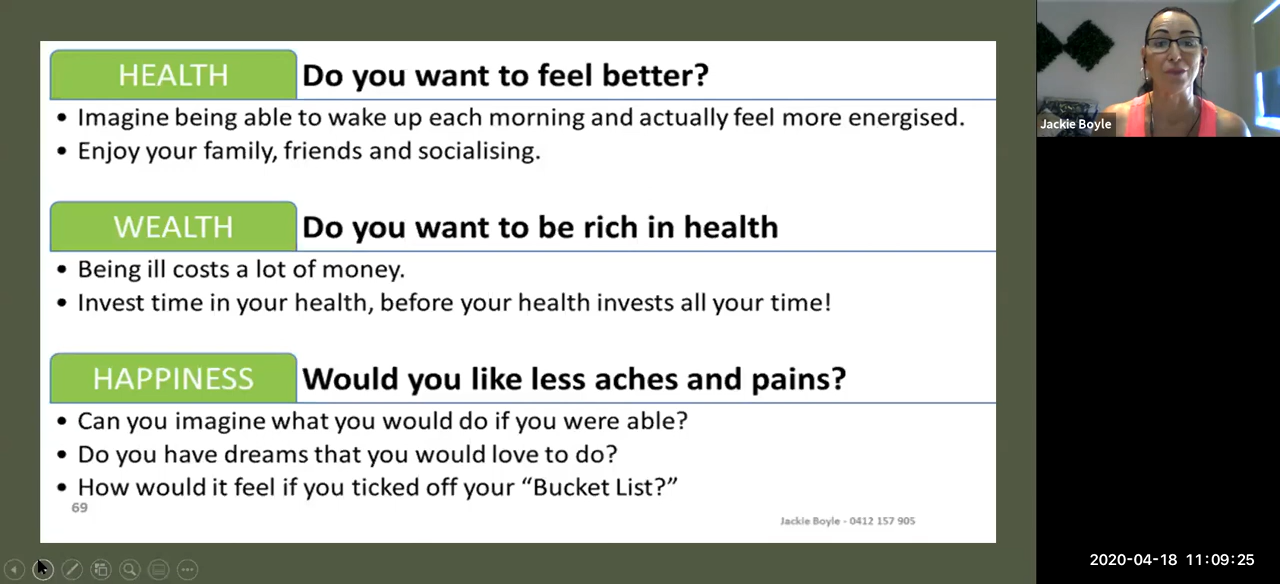 HEALTH Do you want to feel better?
• Imagine being able to wake up each morning and actually feel more energised.
• Enjoy your family, friends and socialising.
WEALTH Do you want to be rich in health
• Being ill costs a lot of money.
• Invest time in your health, before your health invests all your time!
HAPPINESS Would you like less aches and pains?
• Can you imagine what you would do if you were able?
• Do you have dreams that you would love to do?
• How would it feel if you ticked off your “Bucket List?”
69
Jackie Boyle - 0412 157 905
Jackie Boyle
2020-04-18 11:09:25